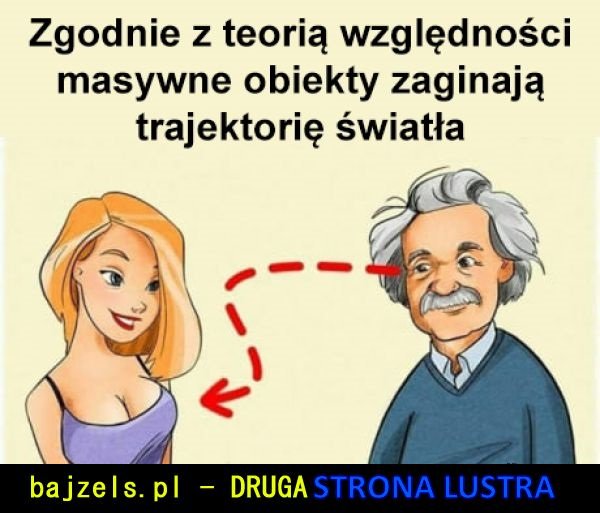 Zgodnie z teorią względności
masywne obiekty zaginają
trajektorię światła
bajzels.pl - DRUGA STRONA LUSTRA